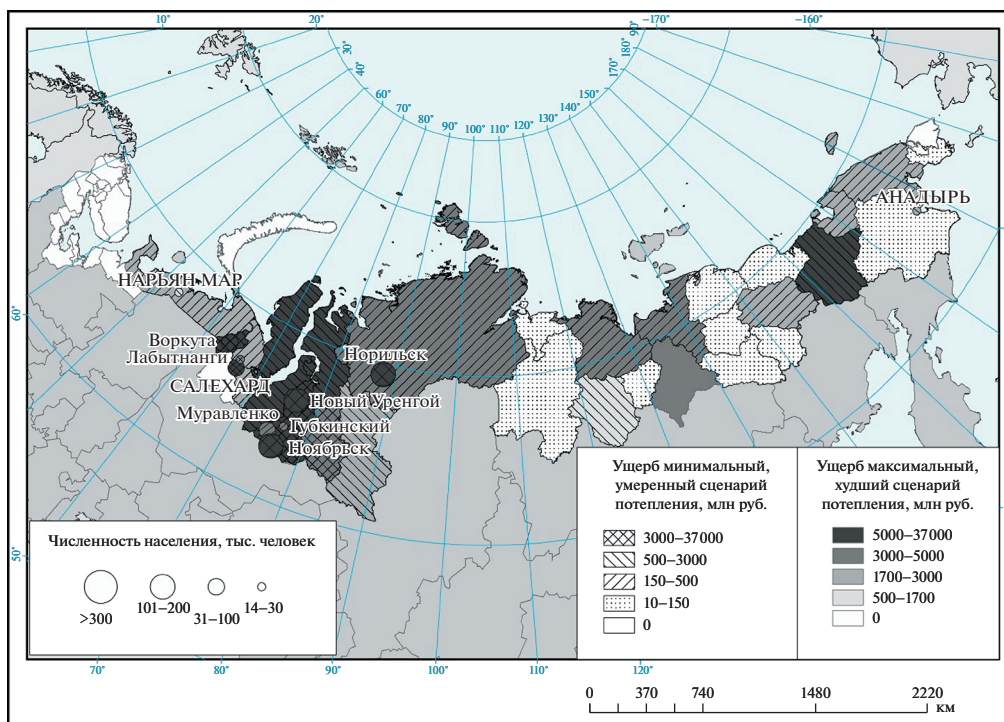 10°
20°
−170°
−160°
30°
40°
60°
70°
80°
90°
100°
110°
120°
130°
140°
150°
170°
180°
90°
АНАДЫРЬ
НАРЬЯН МАР
60°
Воркута
Лабытнанги
Норильск
САЛЕХАРД
Новый Уренгой
Муравленко
Губкинский
Ноябрьск
50°
Численность населения, тыс. человек
>300
101–200
31–100
14–30
Ущерб минимальный,
умеренный сценарий
потепления, млн руб.
3000–37000
500–3000
150–500
10–150
0
Ущерб максимальный,
худший сценарий
потепления, млн руб.
5000–37000
3000–5000
1700–3000
500–1700
0
70°
80°
90°
100°
110°
120°
0 370 740 1480 2220
км